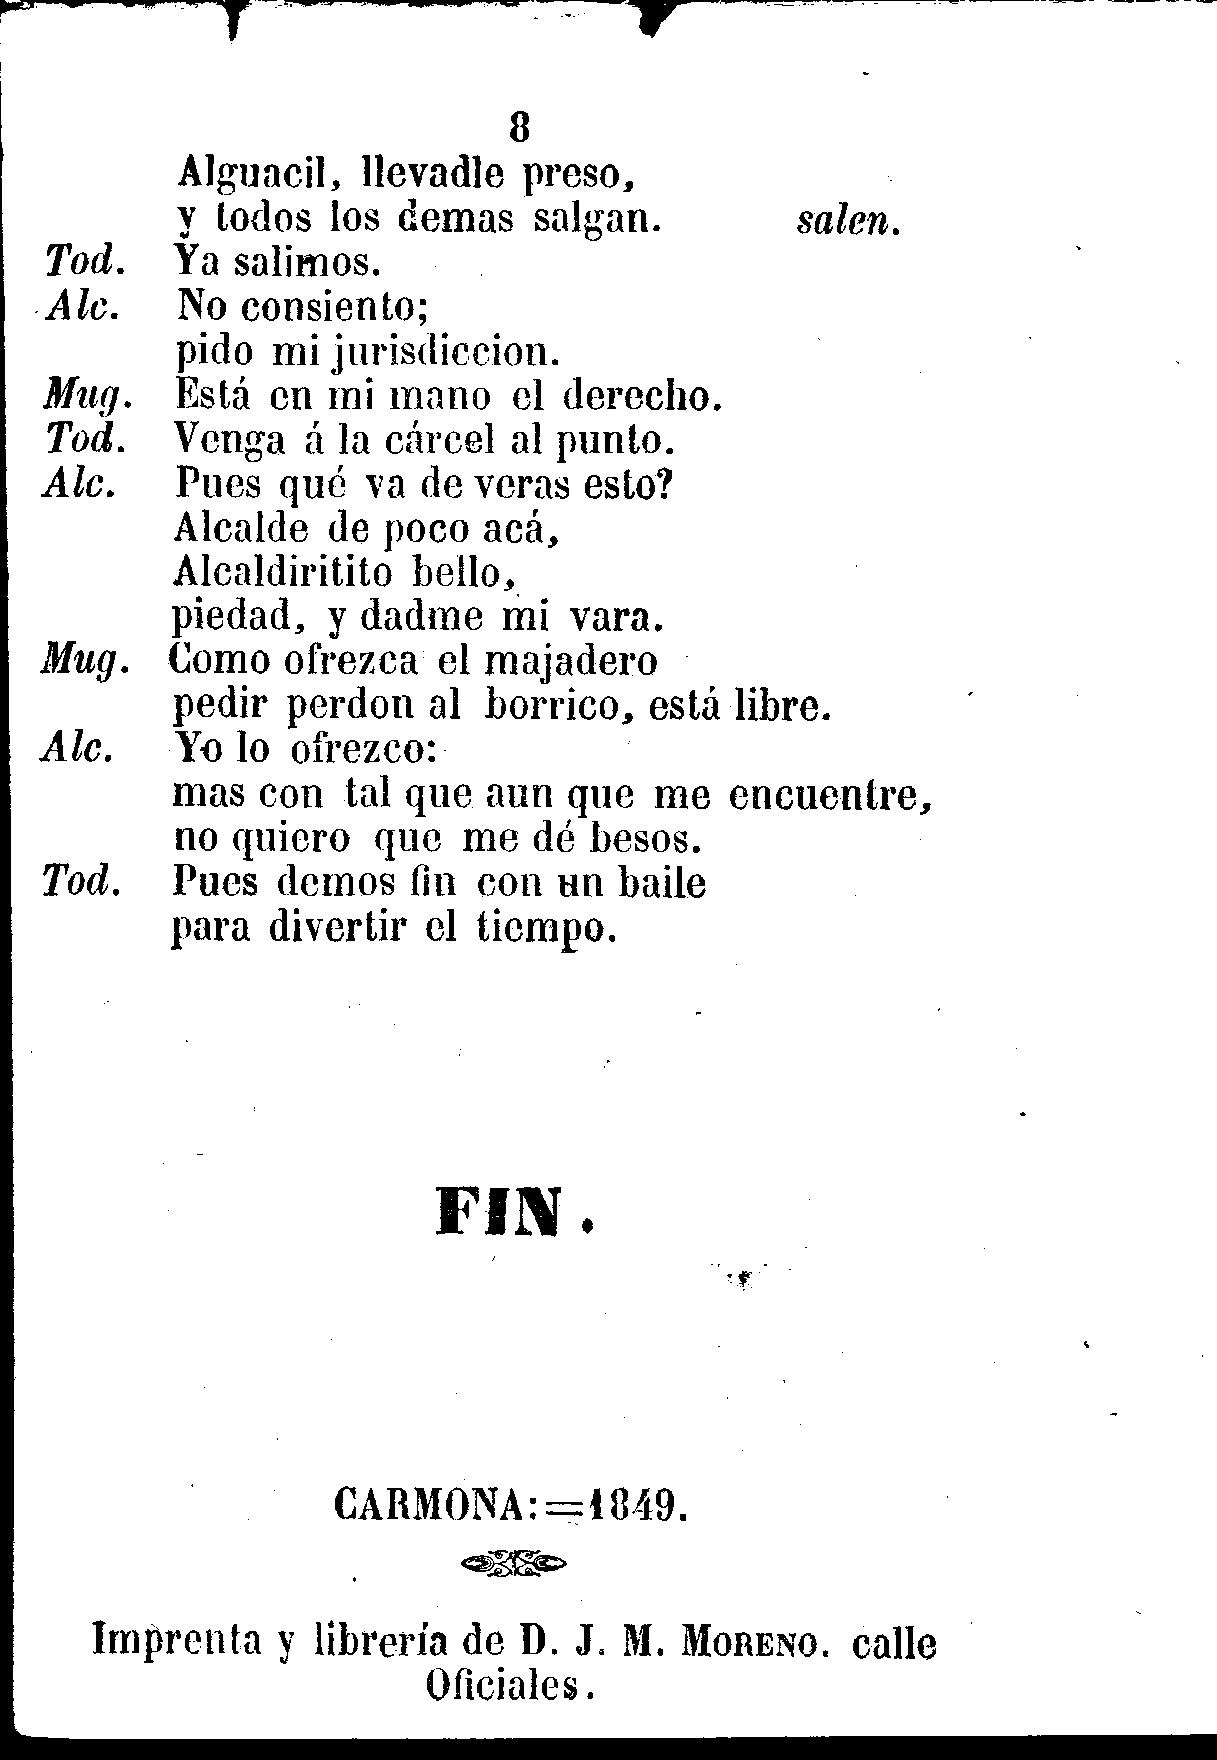 8
Alguacil, llevadle preso,
y todos los demas salgan. salen.
Tod. Ya salimos.
Alc. No consiento;
pido mi jurisdiccion.
Mug. Está en mi mano el derecho.
Tod. Venga á la cárcel al punto.
Alc. Pues qué va de veras esto?
Alcalde de poco acá,
Alcaldiritito bello,
piedad, y dadme mi vara.
Mug. Como ofrezca el majadero
pedir perdon al borrico, está libre.
Alc. Yo lo ofrezco:
mas con tal que aun que me encuentre,
no quiero que me dé besos.
Tod. Pues demos fin con un baile
para divertir el tiempo.
FIN.
CARMONA:=1849.
Imprenta y librería de D. J. M. MORENO. calle
Oficiales.